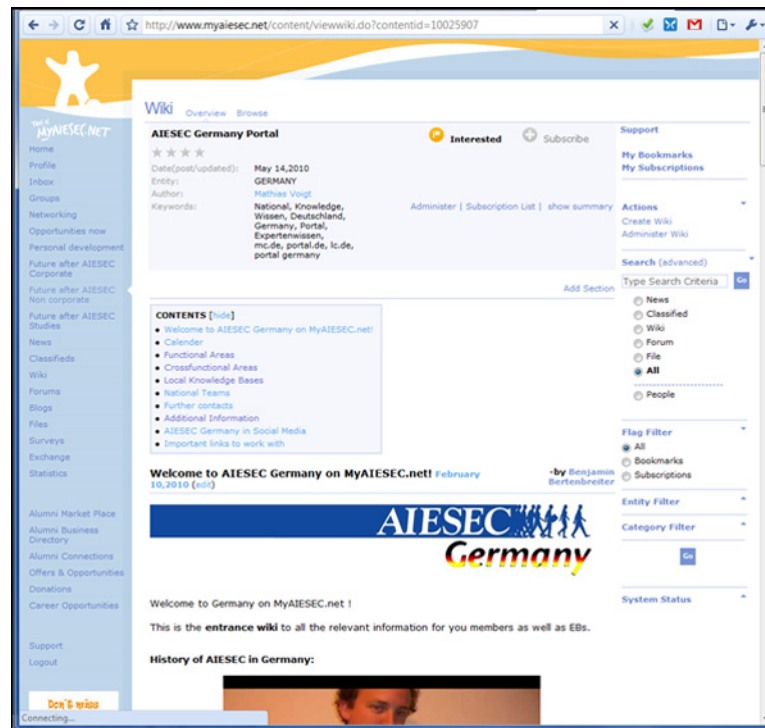 http://www.myaiesec.net/content/viewwiki.do?contentid=10025907
This is
MYAIESEC.NET
Home
Profile
Inbox
Groups
Networking
Opportunities now
Personal development
Future after AIESEC
Corporate
Future after AIESEC
Non corporate
Future after AIESEC
Studies
News
Classifieds
Wiki
Forums
Blogs
Files
Surveys
Exchange
Statistics
Alumni Market Place
Alumni Business
Directory
Alumni Connections
Offers & Opportunities
Donations
Career Opportunities
Support
Logout
Don't miss
Connecting...
Wiki Overview Browse
AIESEC Germany Portal
Interested Subscribe
Date(post/updated): May 14,2010
Entity: GERMANY
Author: Mathias Voigt
Keywords: National, Knowledge,
Wissen, Deutschland,
Germany, Portal,
Expertenwissen,
mc.de, portal.de, lc.de,
portal germany
Administer | Subscription List | show summary
Add Section
CONTENTS [hide]
Welcome to AIESEC Germany on MyAIESEC.net!
Calender
Functional Areas
Crossfunctional Areas
Local Knowledge Bases
National Teams
Further contacts
Additional Information
AIESEC Germany in Social Media
Important links to work with
Welcome to AIESEC Germany on MyAIESEC.net! February
10,2010 (edit)
-by Benjamin
Bertenbreiter
AIESEC
Germany
Welcome to Germany on MyAIESEC.net !
This is the entrance wiki to all the relevant information for you members as well as EBs.
History of AIESEC in Germany:
Support
My Bookmarks
My Subscriptions
Actions
Create Wiki
Administer Wiki
Search (advanced)
Type Search Criteria Go
News
Classified
Wiki
Forum
File
All
People
Flag Filter
All
Bookmarks
Subscriptions
Entity Filter
Category Filter
Go
System Status